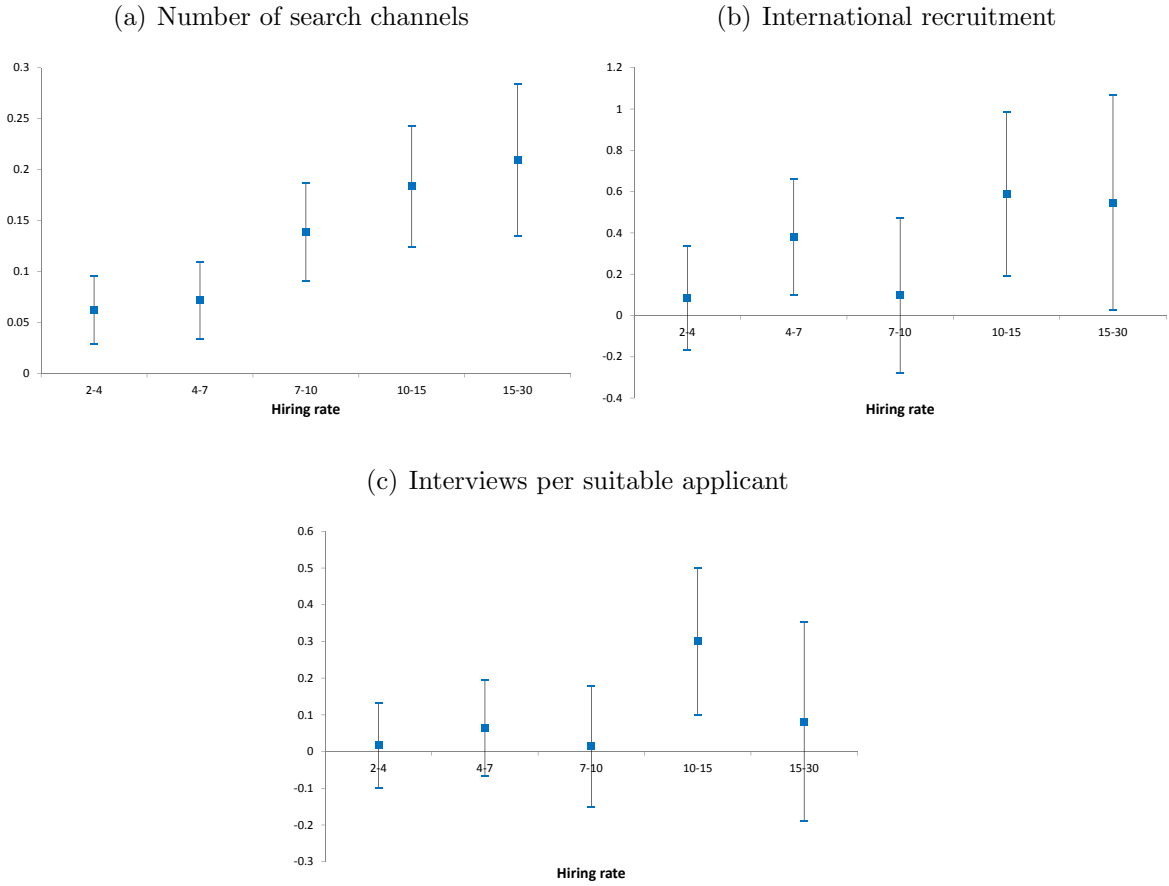 (a) Number of search channels
0.3
0.25
0.2
0.15
0.1
0.05
0
2-4 4-7 7-10 10-15 15-30
Hiring rate
(b) International recruitment
1.2
1
0.8
0.6
0.4
0.2
0
-0.2
-0.4
2-4 4-7 7-10 10-15 15-30
Hiring rate
(c) Interviews per suitable applicant
0.6
0.5
0.4
0.3
0.2
0.1
0
-0.1
-0.2
-0.3
2-4 4-7 7-10 10-15 15-30
Hiring rate